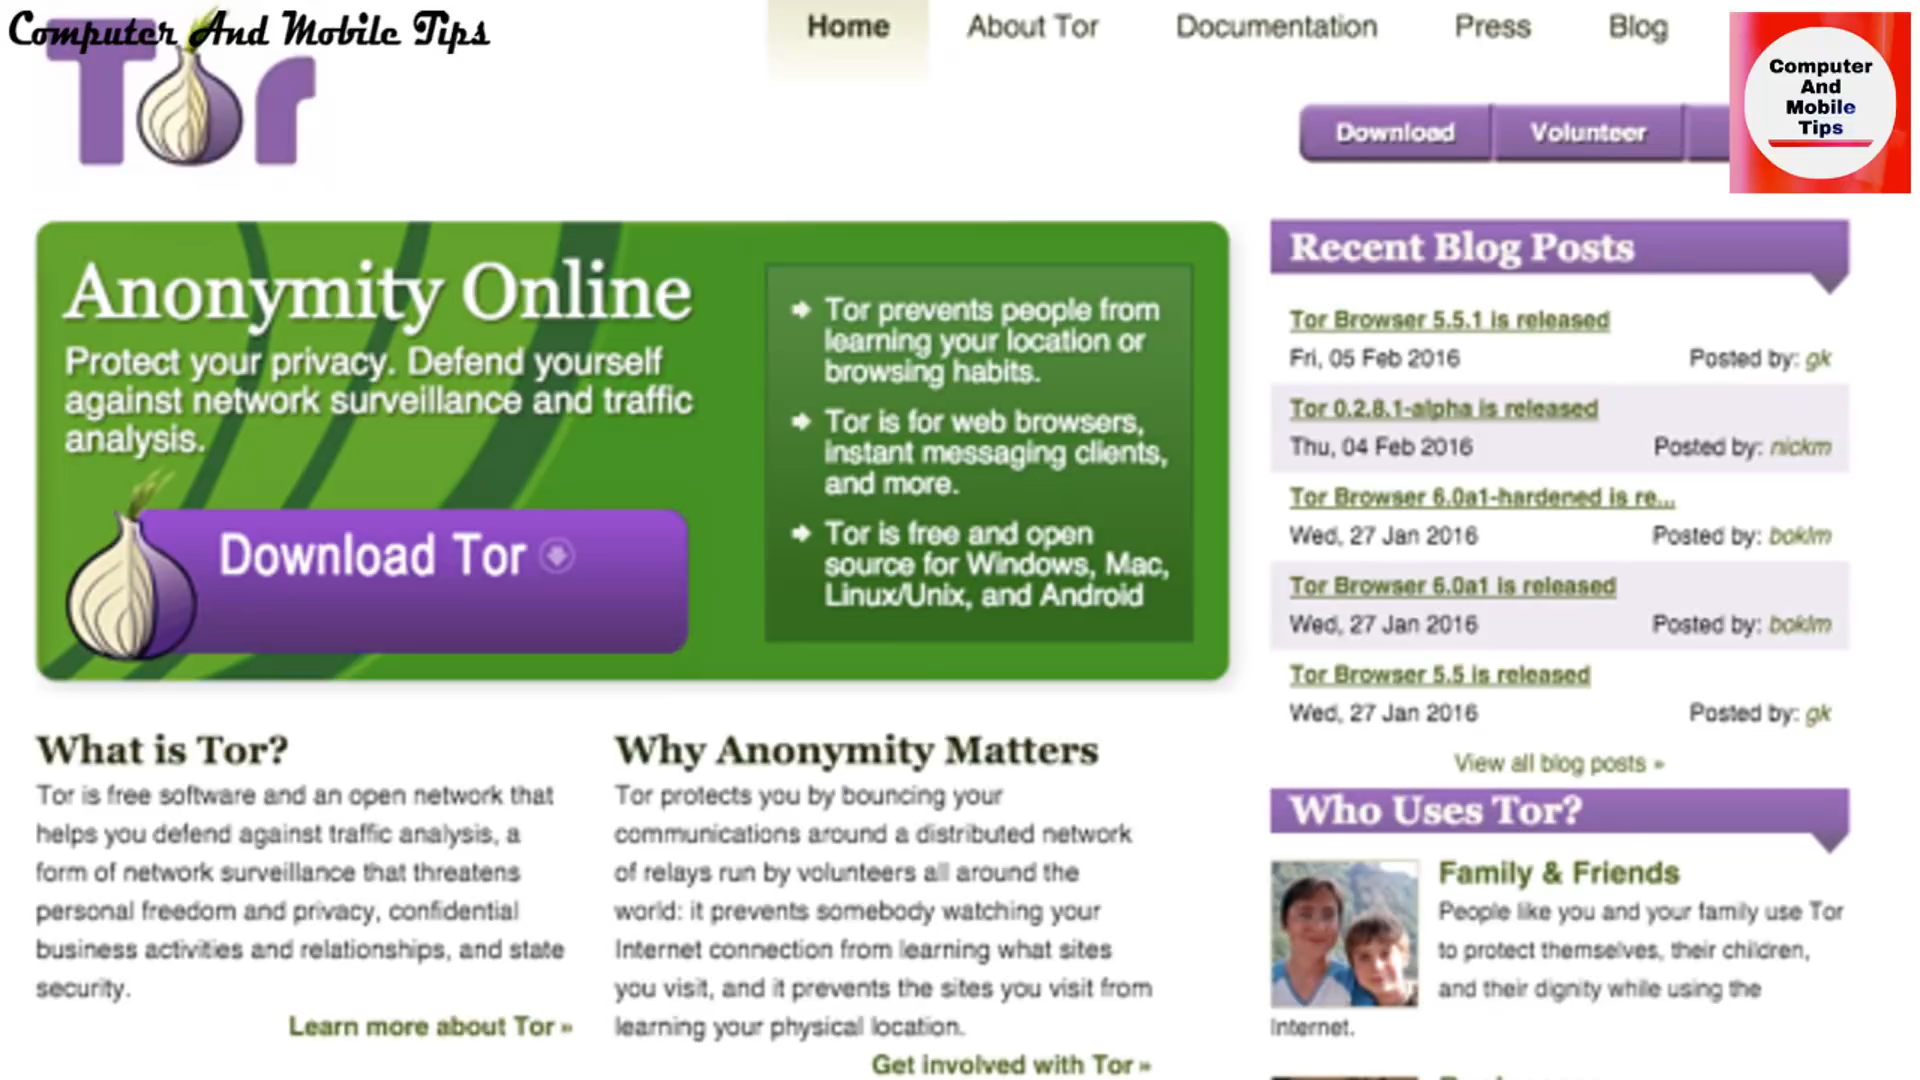 Computer And Mobile Tips
Tor
Home About Tor Documentation Press Blog
Computer
And
Mobile
Tips
Download Volunteer
Anonymity Online
Protect your privacy. Defend yourself
against network surveillance and traffic
analysis.
Download Tor
Tor prevents people from
learning your location or
browsing habits.
Tor is for web browsers,
instant messaging clients,
and more.
Tor is free and open
source for Windows, Mac,
Linux/Unix, and Android
Recent Blog Posts
Tor Browser 5.5.1 is released
Fri, 05 Feb 2016 Posted by: gk
Tor 0.2.8.1-alpha is released
Thu, 04 Feb 2016 Posted by: nickm
Tor Browser 6.0a1-hardened is re...
Wed, 27 Jan 2016 Posted by: boklm
Tor Browser 6.0a1 is released
Wed, 27 Jan 2016 Posted by: boklm
Tor Browser 5.5 is released
Wed, 27 Jan 2016 Posted by: gk
View all blog posts »
What is Tor?
Tor is free software and an open network that
helps you defend against traffic analysis, a
form of network surveillance that threatens
personal freedom and privacy, confidential
business activities and relationships, and state
security.
Learn more about Tor »
Why Anonymity Matters
Tor protects you by bouncing your
communications around a distributed network
of relays run by volunteers all around the
world: it prevents somebody watching your
Internet connection from learning what sites
you visit, and it prevents the sites you visit from
learning your physical location.
Get involved with Tor »
Who Uses Tor?
Family & Friends
People like you and your family use Tor
to protect themselves, their children,
and their dignity while using the
Internet.